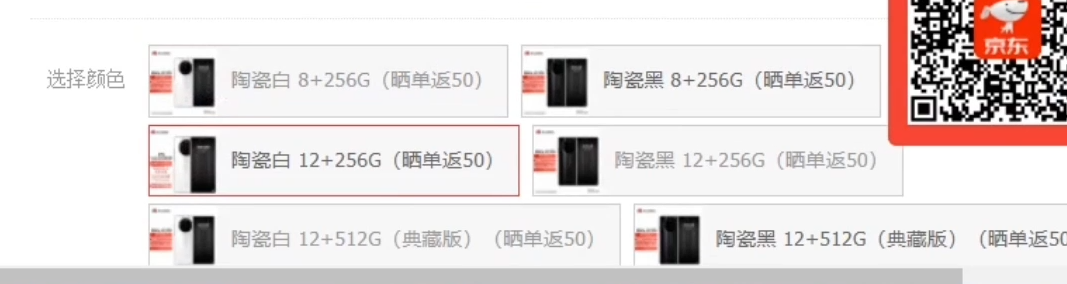 京东
选择颜色
陶瓷白 8+256G（晒单返50）
陶瓷黑 8+256G（晒单返50）
陶瓷白 12+256G（晒单返50）
陶瓷黑 12+256G（晒单返50）
陶瓷白 12+512G（典藏版）（晒单返50）
陶瓷黑 12+512G（典藏版）（晒单返50